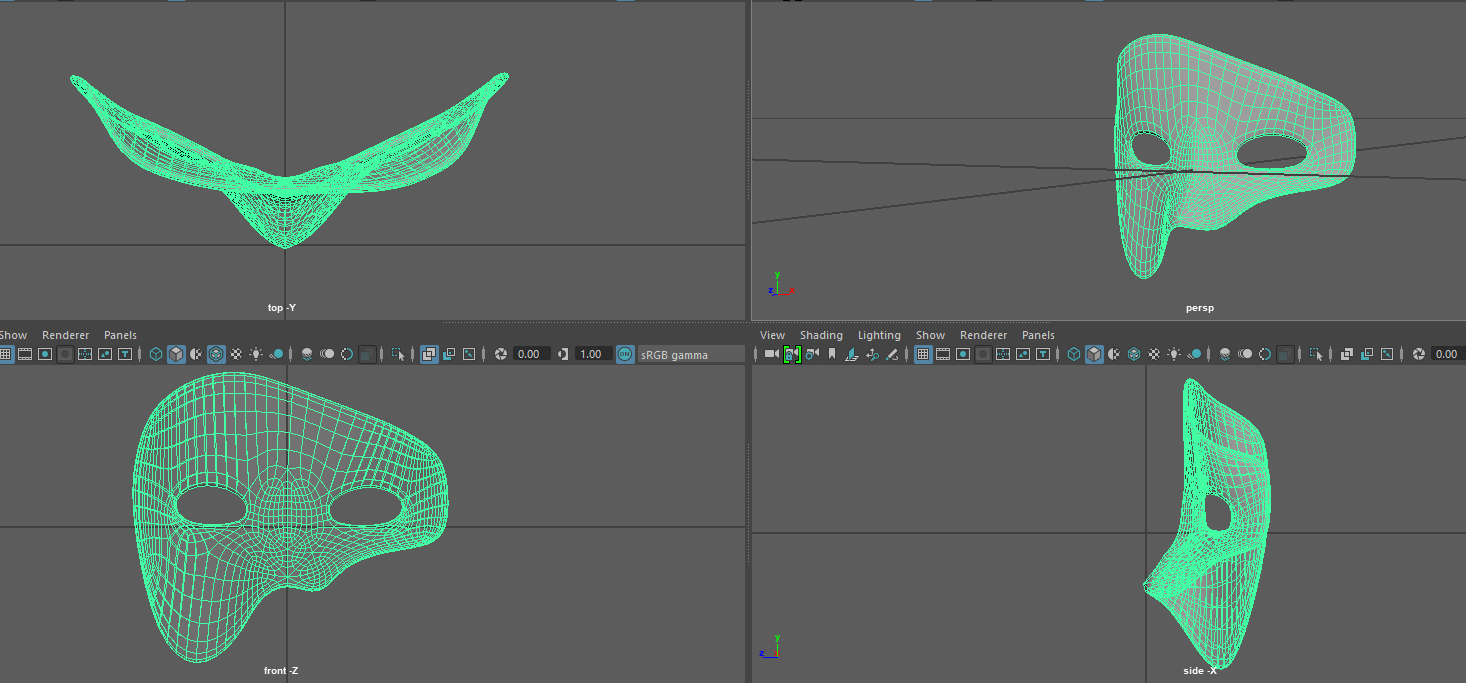 top -Y
y
z
x
persp
Show Renderer Panels
0.00 1.00 ON sRGB gamma
View Shading Lighting Show Renderer Panels
0.00
front -Z
y
z
x
side -X